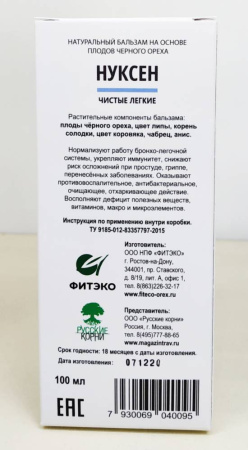 НАТУРАЛЬНЫЙ БАЛЬЗАМ НА ОСНОВЕ
ПЛОДОВ ЧЕРНОГО ОРЕХА
НУКСЕН
ЧИСТЫЕ ЛЕГКИЕ
Растительные компоненты бальзама:
плоды чёрного ореха, цвет липы, корень
солодки, цвет коровяка, чабрец, анис.
Нормализуют работу бронхо-легочной
системы, укрепляют иммунитет, снижают
риск осложнений при простуде, гриппе,
перенесённых заболеваниях. Оказывают
противовоспалительное, антибактериальное,
очищающее, отхаркивающее действие.
Восполняют дефицит полезных веществ,
витаминов, макро и микроэлементов.
Инструкция по применению внутри коробки.
ТУ 9185-012-83357797-2015
ФИТЭКО
Изготовитель:
ООО НПФ «ФИТЭКО»
г. Ростов-на-Дону,
344001, пр. Ставского,
д. 8/19, лит. А, офис 1,
тел. 8(863)226-32-17
www.fiteco-orex.ru
РУССКИЕ
КОРНИ
Представитель:
ООО «Русские корни»
Россия, г. Москва,
тел. 8(495)777-88-65
www.magazintrav.ru
Срок годности: 18 месяцев с даты изготовления.
Дата изготовления:
071220
100 мл
ЕАС
7 930069 040095